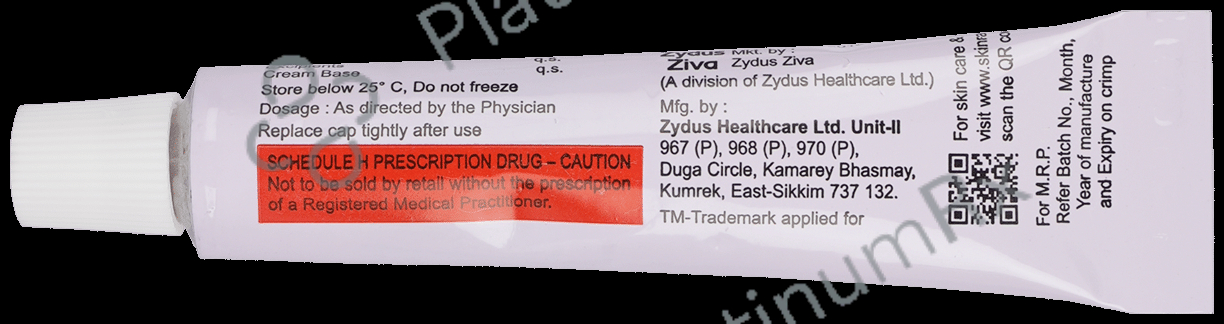 Excipients q.s.
Cream Base q.s.
Store below 25° C, Do not freeze
Dosage : As directed by the Physician
Replace cap tightly after use
SCHEDULE H PRESCRIPTION DRUG – CAUTION
Not to be sold by retail without the prescription
of a Registered Medical Practitioner.
Zydus Mkt. by :
Ziva Zydus Ziva
(A division of Zydus Healthcare Ltd.)
Mfg. by :
Zydus Healthcare Ltd. Unit-II
967 (P), 968 (P), 970 (P),
Duga Circle, Kamarey Bhasmay,
Kumrek, East-Sikkim 737 132.
TM-Trademark applied for
For skin care &
visit www.skinra
scan the QR co
For M.R.P.
Refer Batch No., Month,
Year of manufacture
and Expiry on crimp
Plati
tinumRx